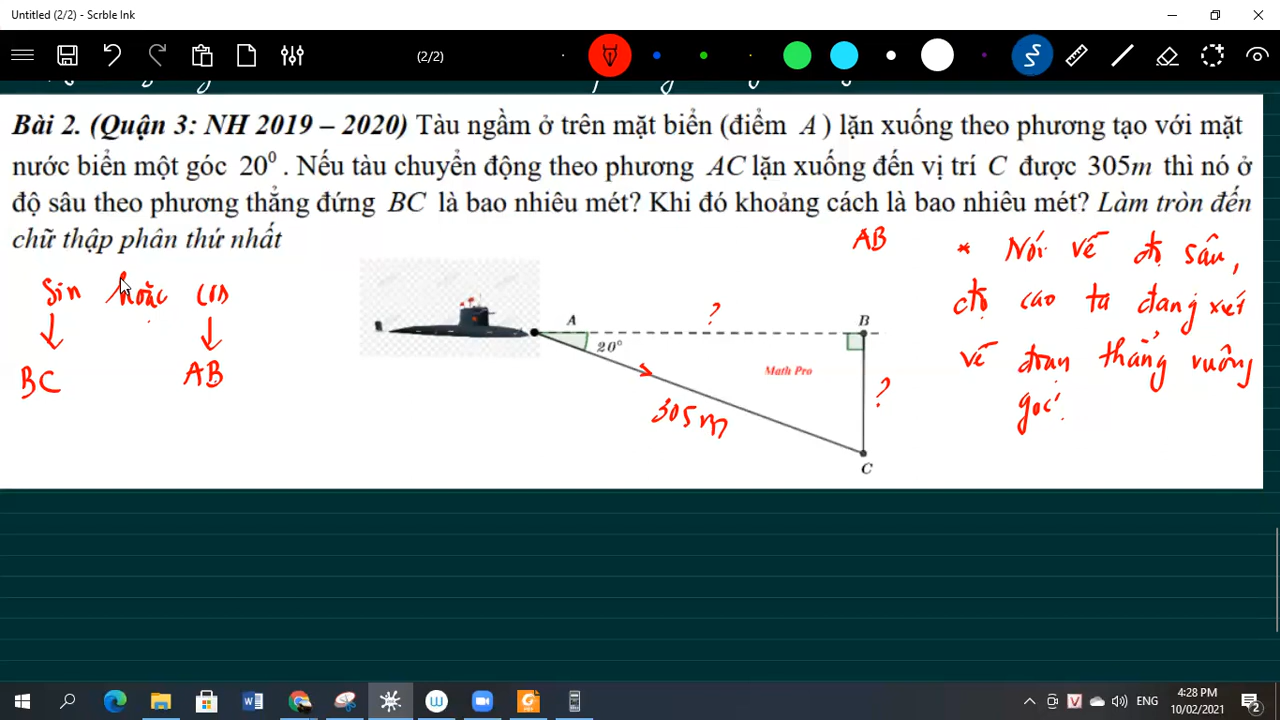 Untitled (2/2) - Scrble Ink
(2/2)
Bài 2. (Quận 3: NH 2019 – 2020) Tàu ngầm ở trên mặt biển (điểm A) lặn xuống theo phương tạo với mặt
nước biển một góc 20⁰. Nếu tàu chuyển động theo phương AC lặn xuống đến vị trí C được 305m thì nó ở
độ sâu theo phương thẳng đứng BC là bao nhiêu mét? Khi đó khoảng cách là bao nhiêu mét? Làm tròn đến
chữ thập phân thứ nhất
AB
* Nói về độ sâu,
độ cao ta đang xét
về đoạn thẳng vuông
góc
Sin hoặc cos
↓ ↓
BC AB
A
?
B
20°
Math Pro
?
305m
C
ENG
4:28 PM
10/02/2021
2